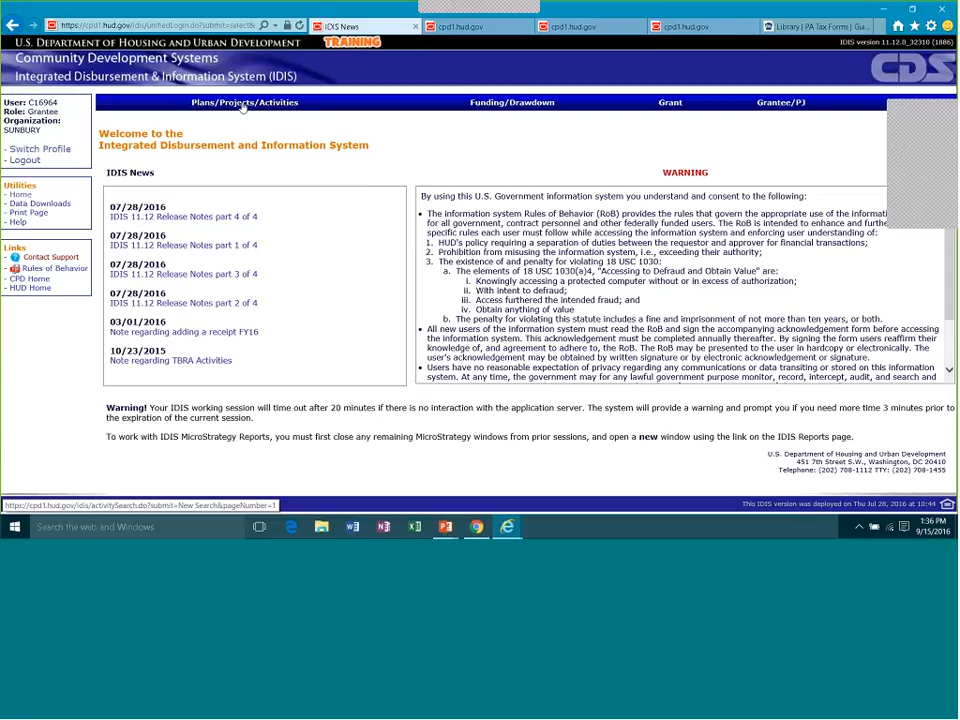 https://cpd1.hud.gov/idis/unifiedLogin.do?submit=select&
IDIS News
cpd1.hud.gov
cpd1.hud.gov
cpd1.hud.gov
Library | PA Tax Forms | Gu...
U.S. DEPARTMENT OF HOUSING AND URBAN DEVELOPMENT
TRAINING
IDIS version 11.12.0_32310 (1886)
Community Development Systems
Integrated Disbursement & Information System (IDIS)
CDS
User: C16964
Role: Grantee
Organization:
SUNBURY
- Switch Profile
- Logout
Utilities
- Home
- Data Downloads
- Print Page
- Help
Links
- Contact Support
- Rules of Behavior
- CPD Home
- HUD Home
Plans/Projects/Activities
Funding/Drawdown
Grant
Grantee/PJ
Welcome to the
Integrated Disbursement and Information System
IDIS News
07/28/2016
IDIS 11.12 Release Notes part 4 of 4
07/28/2016
IDIS 11.12 Release Notes part 1 of 4
07/28/2016
IDIS 11.12 Release Notes part 3 of 4
07/28/2016
IDIS 11.12 Release Notes part 2 of 4
03/01/2016
Note regarding adding a receipt FY16
10/23/2015
Note regarding TBRA Activities
WARNING
By using this U.S. Government information system you understand and consent to the following:
• The information system Rules of Behavior (RoB) provides the rules that govern the appropriate use of the
for all government, contract personnel and other federally funded users. The RoB is intended to enhance and
specific rules each user must follow while accessing the information system and enforcing user understanding of:
1. HUD's policy requiring a separation of duties between the requestor and approver for financial transactions;
2. Prohibition from misusing the information system, i.e., exceeding their authority;
3. The existence of and penalty for violating 18 USC 1030:
a. The elements of 18 USC 1030(a)4, "Accessing to Defraud and Obtain Value" are:
i. Knowingly accessing a protected computer without or in excess of authorization;
ii. With intent to defraud;
iii. Access furthered the intended fraud; and
iv. Obtain anything of value
b. The penalty for violating this statute includes a fine and imprisonment of not more than ten years, or both.
• All new users of the information system must read the RoB and sign the accompanying acknowledgement form before accessing
the information system. This acknowledgement must be completed annually thereafter. By signing the form users reaffirm their
knowledge of, and agreement to adhere to, the RoB. The RoB may be presented to the user in hardcopy or electronically. The
user's acknowledgement may be obtained by written signature or by electronic acknowledgement or signature.
• Users have no reasonable expectation of privacy regarding any communications or data transiting or stored on this information
system. At any time, the government may for any lawful government purpose monitor, record, intercept, audit, and search and
Warning! Your IDIS working session will time out after 20 minutes if there is no interaction with the application server. The system will provide a warning and prompt you if you need more time 3 minutes prior to
the expiration of the current session.
To work with IDIS MicroStrategy Reports, you must first close any remaining MicroStrategy windows from prior sessions, and open a new window using the link on the IDIS Reports page.
U.S. Department of Housing and Urban Development
451 7th Street S.W., Washington, DC 20410
Telephone: (202) 708-1112 TTY: (202) 708-1455
https://cpd1.hud.gov/idis/activitySearch.do?submit=New Search&pageNumber=1
This IDIS version was deployed on Thu Jul 28, 2016 at 10:44
Search the web and Windows
1:36 PM
9/15/2016